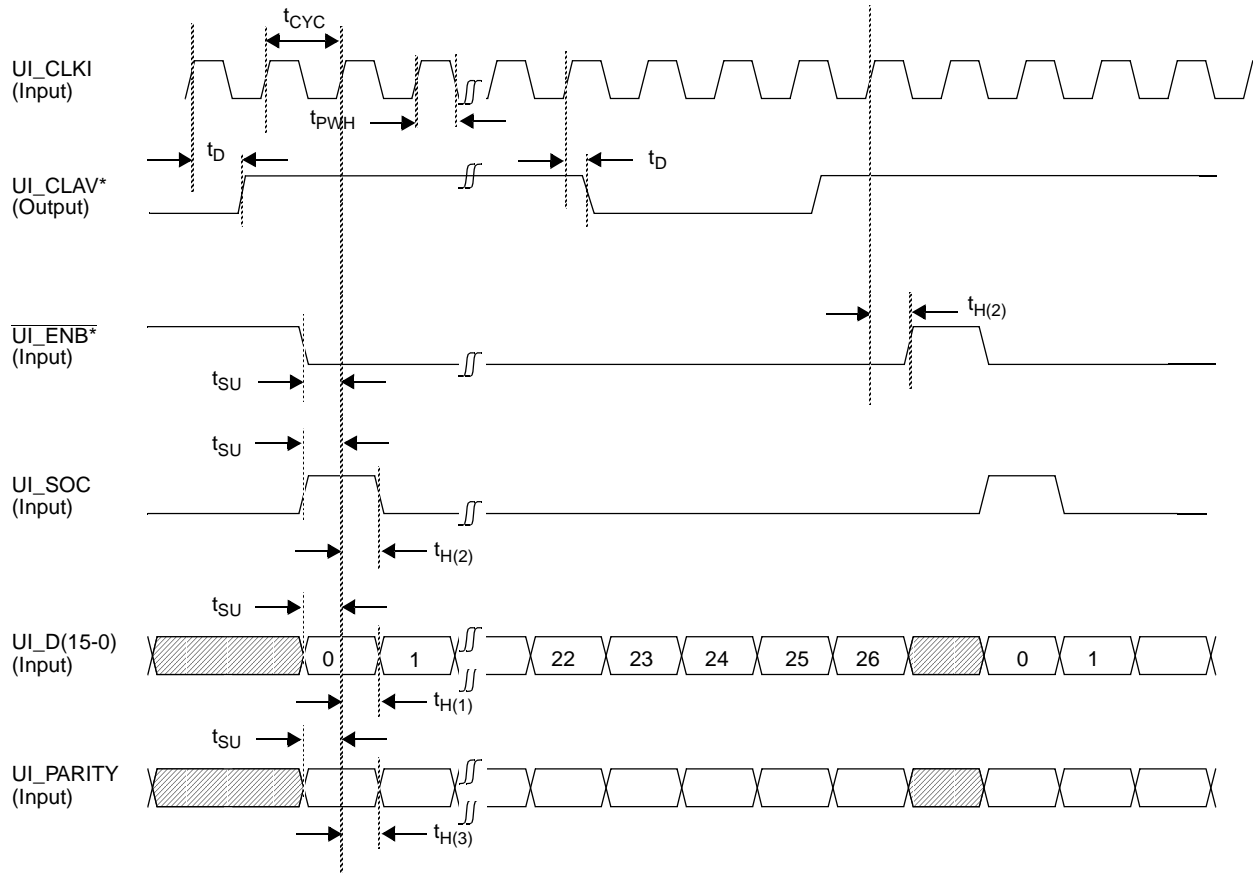 tCYC
UI_CLKI
(Input)
tPWH
tD
tD
UI_CLAV*
(Output)
tH(2)
UI_ENB*
(Input)
tSU
tSU
UI_SOC
(Input)
tH(2)
tSU
UI_D(15-0)
(Input)
0 1 22 23 24 25 26 0 1
tH(1)
tSU
UI_PARITY
(Input)
tH(3)